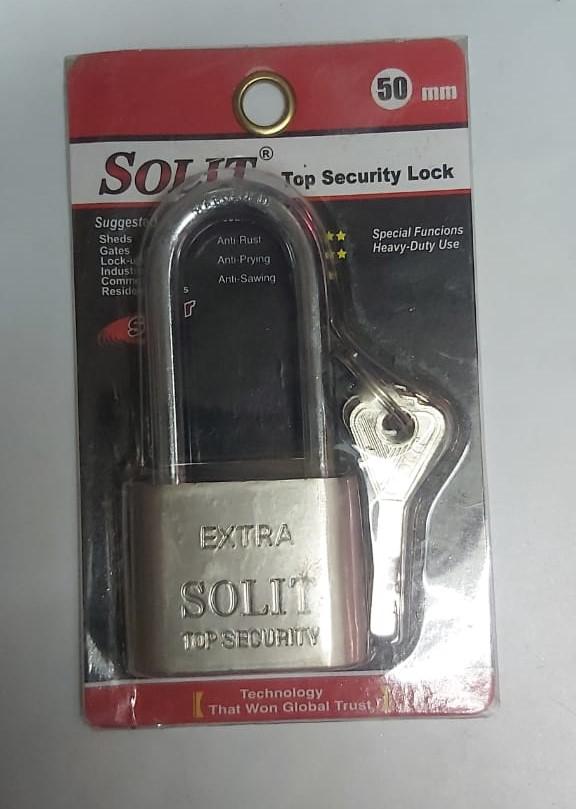 50 mm
SOLIT®
Top Security Lock
Suggested
Sheds
Gates
Anti-Rust
Anti-Prying
Anti-Sawing
Special Funcions
Heavy-Duty Use
EXTRA
SOLIT
TOP SECURITY
Technology
That Won Global Trust